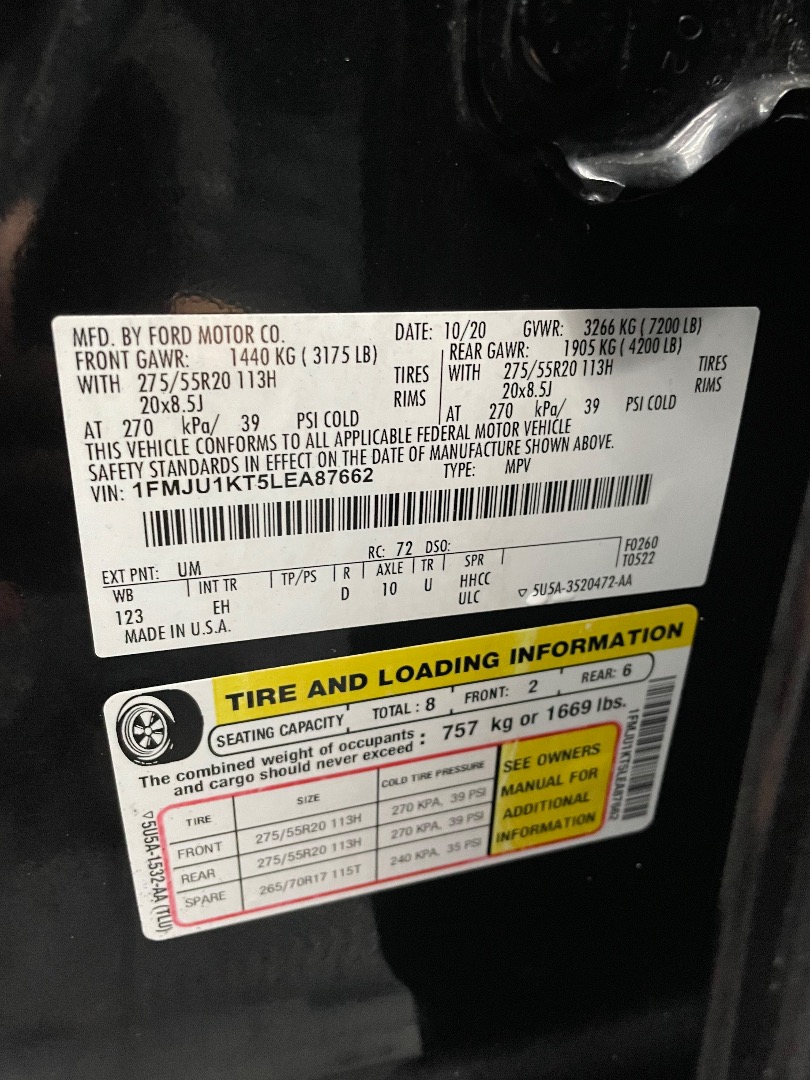 MFD. BY FORD MOTOR CO. DATE: 10/20 GVWR: 3266 KG ( 7200 LB)
FRONT GAWR: 1440 KG ( 3175 LB) REAR GAWR: 1905 KG ( 4200 LB)
WITH 275/55R20 113H TIRES WITH 275/55R20 113H TIRES
20x8.5J RIMS 20x8.5J RIMS
AT 270 kPa/ 39 PSI COLD AT 270 kPa/ 39 PSI COLD
THIS VEHICLE CONFORMS TO ALL APPLICABLE FEDERAL MOTOR VEHICLE
SAFETY STANDARDS IN EFFECT ON THE DATE OF MANUFACTURE SHOWN ABOVE.
VIN: 1FMJU1KT5LEA87662 TYPE: MPV
EXT PNT: UM RC: 72 DSO: F0260
WB INT TR TP/PS R AXLE TR SPR T0522
123 EH D 10 U HHCC
ULC ▽ 5U5A-3520472-AA
MADE IN U.S.A.
TIRE AND LOADING INFORMATION
SEATING CAPACITY TOTAL : 8 FRONT: 2 REAR: 6
The combined weight of occupants
and cargo should never exceed : 757 kg or 1669 lbs.
TIRE SIZE COLD TIRE PRESSURE
FRONT 275/55R20 113H 270 KPA, 39 PSI
REAR 275/55R20 113H 270 KPA, 39 PSI
SPARE 265/70R17 115T 240 KPA, 35 PSI
SEE OWNERS
MANUAL FOR
ADDITIONAL
INFORMATION
1FMJU1KT5LEA87662
▽5U5A-1532-AA (TLU)